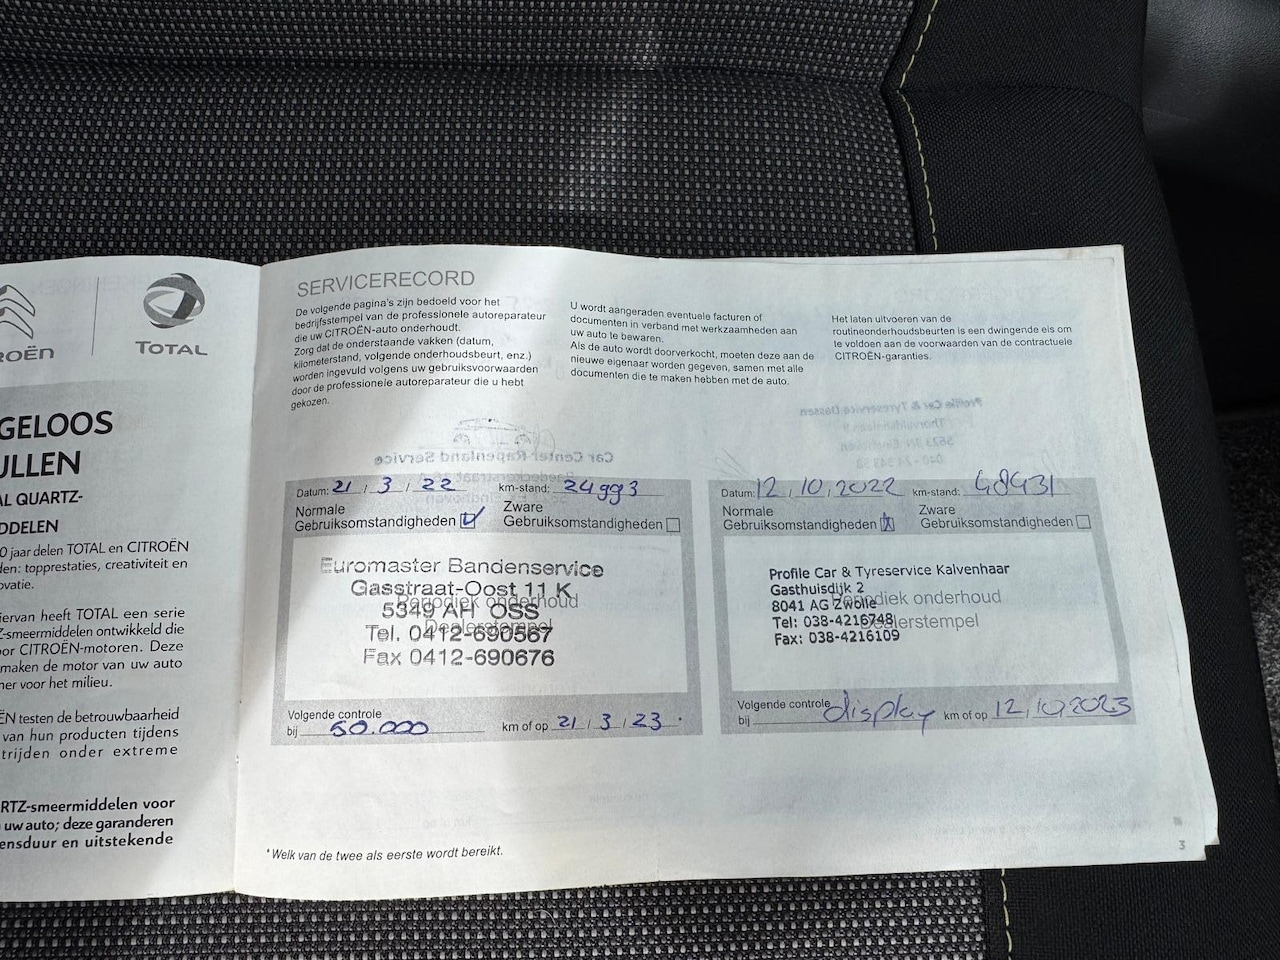 ROËN
TOTAL
GELOOS
ULLEN
AL QUARTZ-
DDELEN
0 jaar delen TOTAL en CITROËN
den: topprestaties, creativiteit en
ovatie.
iervan heeft TOTAL een serie
Z-smeermiddelen ontwikkeld die
oor CITROËN-motoren. Deze
maken de motor van uw auto
ner voor het milieu.
ËN testen de betrouwbaarheid
van hun producten tijdens
trijden onder extreme
RTZ-smeermiddelen voor
uw auto; deze garanderen
ensduur en uitstekende
SERVICERECORD
De volgende pagina's zijn bedoeld voor het
bedrijfsstempel van de professionele autoreparateur
die uw CITROËN-auto onderhoudt.
Zorg dat de onderstaande vakken (datum,
kilometerstand, volgende onderhoudsbeurt, enz.)
worden ingevuld volgens uw gebruiksvoorwaarden
door de professionele autoreparateur die u hebt
gekozen.
U wordt aangeraden eventuele facturen of
documenten in verband met werkzaamheden aan
uw auto te bewaren.
Als de auto wordt doorverkocht, moeten deze aan de
nieuwe eigenaar worden gegeven, samen met alle
documenten die te maken hebben met de auto.
Het laten uitvoeren van de
routineonderhoudsbeurten is een dwingende eis om
te voldoen aan de voorwaarden van de contractuele
CITROËN-garanties.
Datum: 21 / 3 / 22 km-stand: 24993
Normale
Gebruiksomstandigheden
Zware
Gebruiksomstandigheden
Euromaster Bandenservice
Gasstraat-Oost 11 K
Periodiek onderhoud
5349 AH OSS
Dealerstempel
Tel. 0412-690567
Fax 0412-690676
Volgende controle
bij 50.000 km of op 21 / 3 / 23 *
Datum: 12, 10, 2022 km-stand: 48431
Normale
Gebruiksomstandigheden
Zware
Gebruiksomstandigheden
Profile Car & Tyreservice Kalvenhaar
Gasthuisdijk 2
Periodiek onderhoud
8041 AG Zwolle
Tel: 038-4216748
Dealerstempel
Fax: 038-4216109
Volgende controle
bij display km of op 12, 10, 2023
* Welk van de twee als eerste wordt bereikt.
3